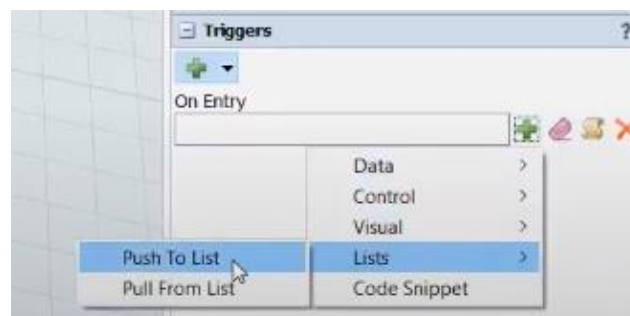 Triggers
?
On Entry
Data
Control
Visual
Push To List
Lists
Pull From List
Code Snippet